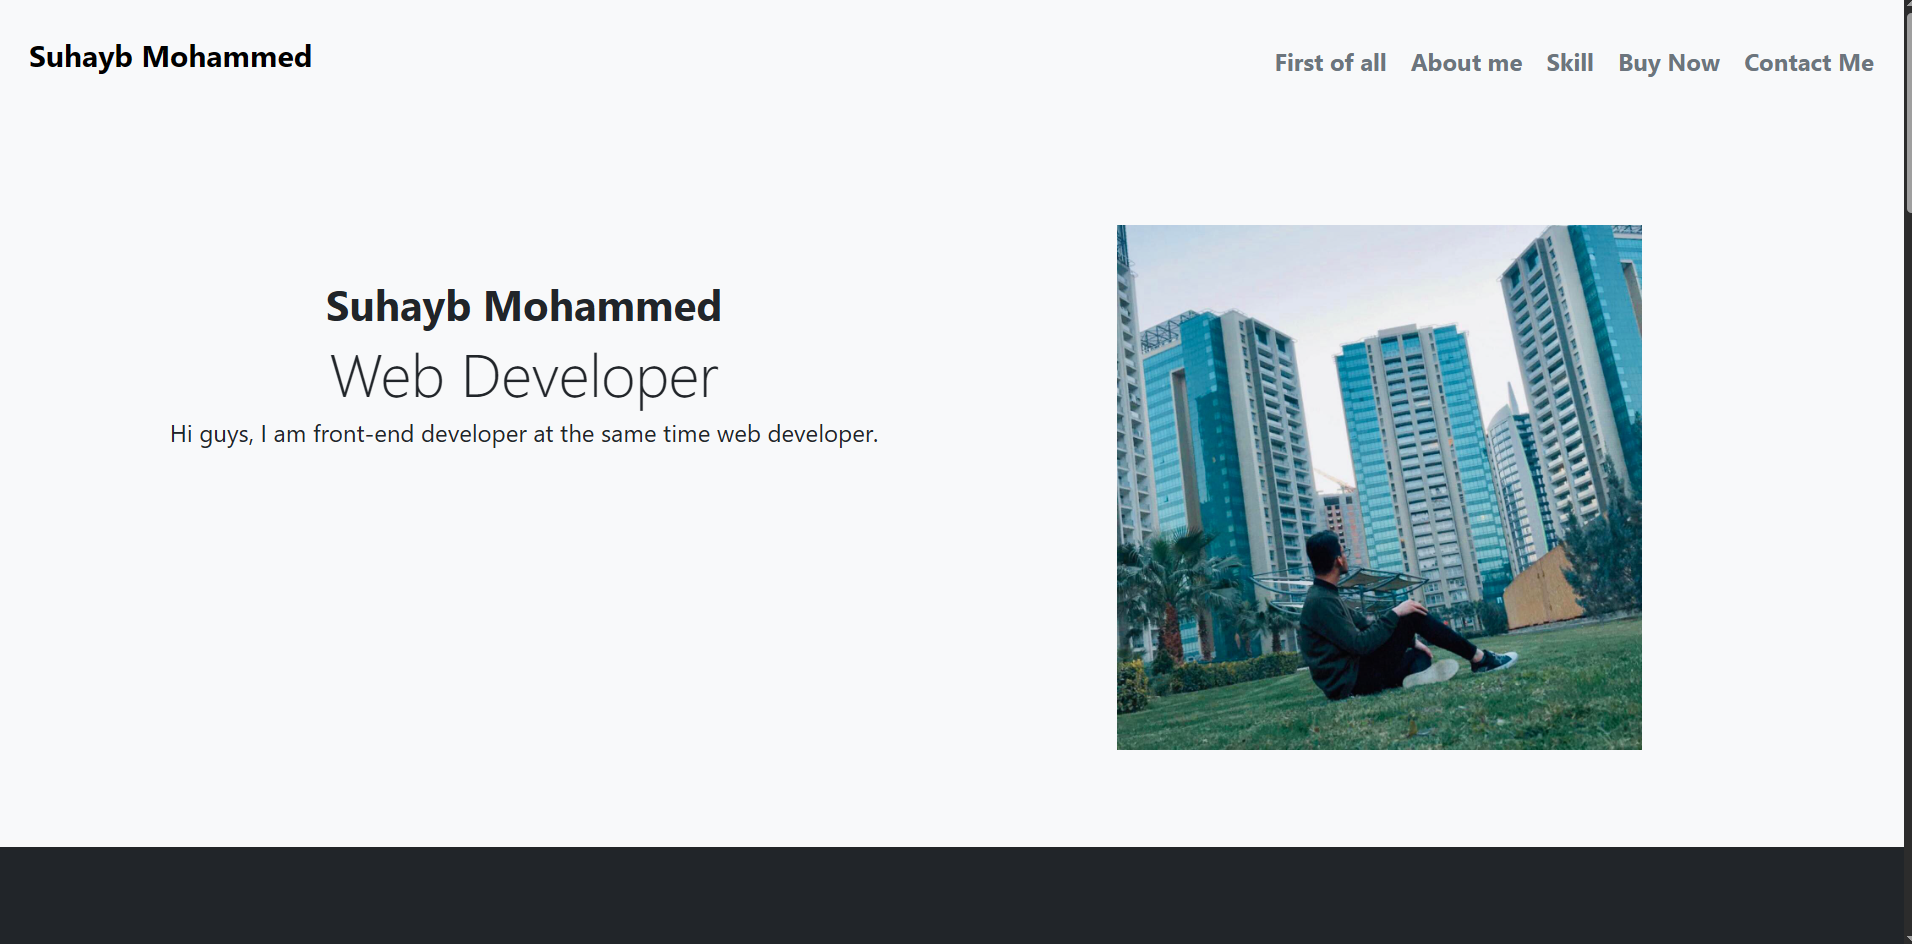 Suhayb Mohammed
First of all About me Skill Buy Now Contact Me
Suhayb Mohammed
Web Developer
Hi guys, I am front-end developer at the same time web developer.